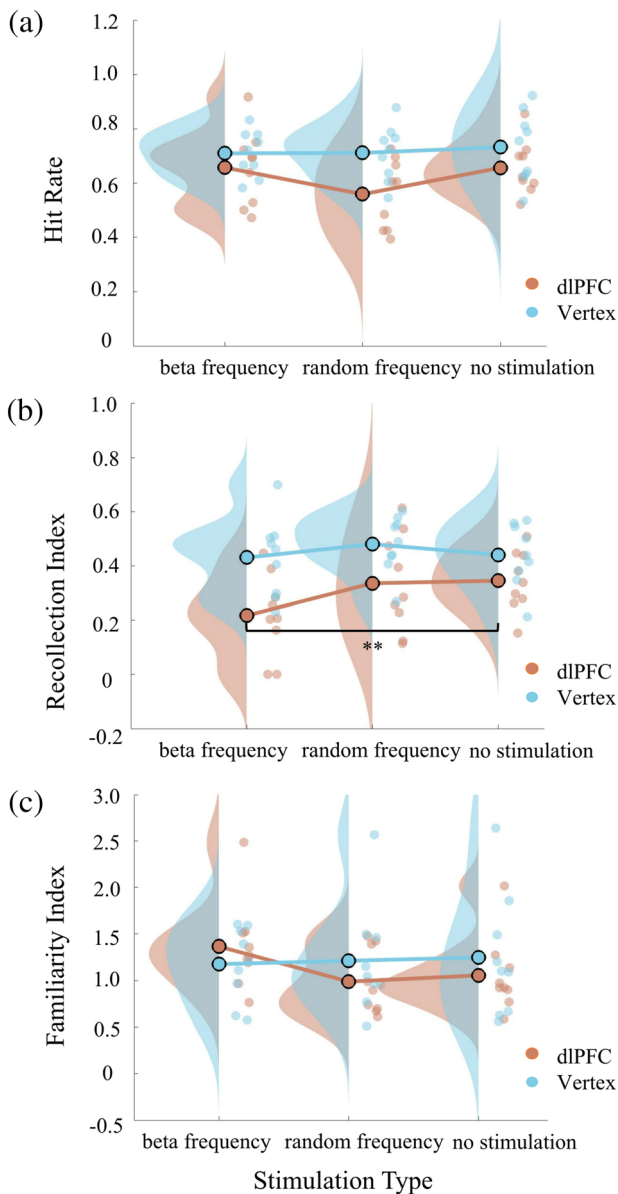 (a)
1.2
1.0
0.8
0.6
0.4
0.2
0
Hit Rate
dlPFC
Vertex
beta frequency random frequency no stimulation
(b)
1.0
0.8
0.6
0.4
0.2
0
-0.2
Recollection Index
**
dlPFC
Vertex
beta frequency random frequency no stimulation
(c)
3.0
2.5
2.0
1.5
1.0
0.5
0
-0.5
Familiarity Index
dlPFC
Vertex
beta frequency random frequency no stimulation
Stimulation Type